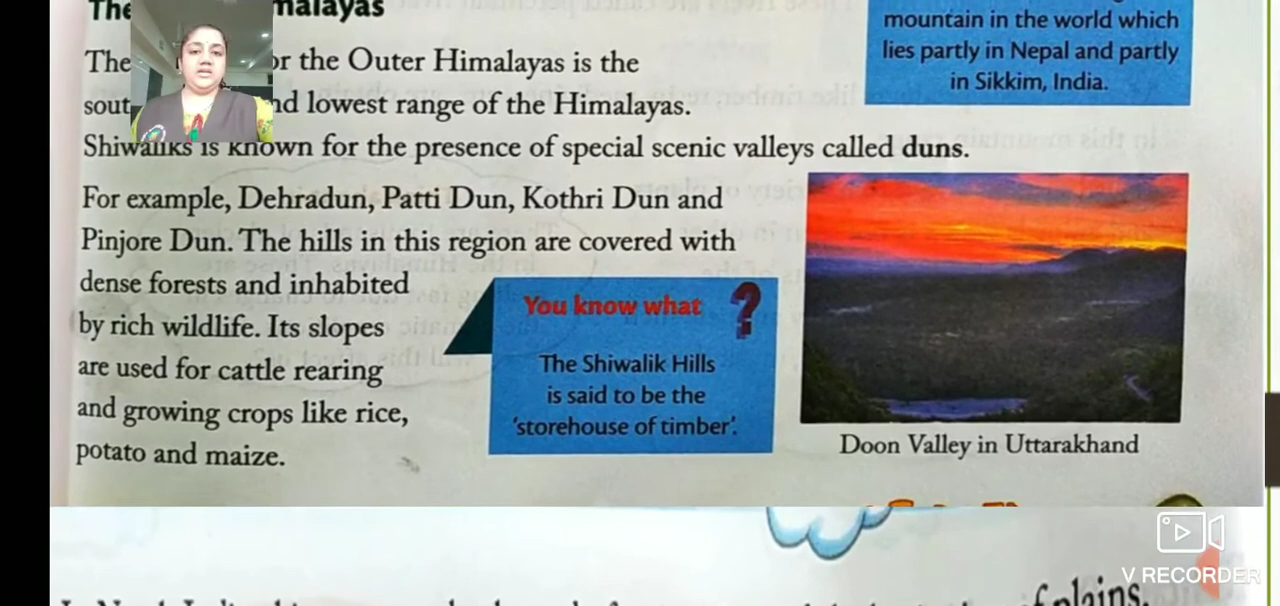 The malayas
The or the Outer Himalayas is the
sout nd lowest range of the Himalayas.
Shiwaliks is known for the presence of special scenic valleys called duns.
For example, Dehradun, Patti Dun, Kothri Dun and
Pinjore Dun. The hills in this region are covered with
dense forests and inhabited
by rich wildlife. Its slopes
are used for cattle rearing
and growing crops like rice,
potato and maize.
mountain in the world which
lies partly in Nepal and partly
in Sikkim, India.
You know what ?
The Shiwalik Hills
is said to be the
'storehouse of timber'.
Doon Valley in Uttarakhand
plains.
V RECORDER